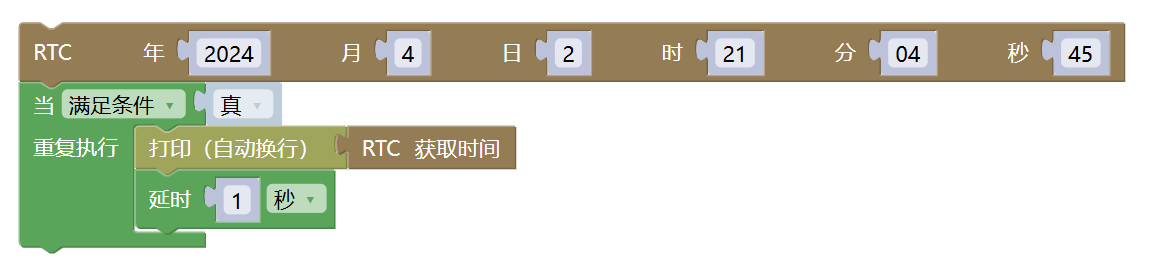 RTC 年 2024 月 4 日 2 时 21 分 04 秒 45
当 满足条件 真
重复执行 打印（自动换行） RTC 获取时间
延时 1 秒